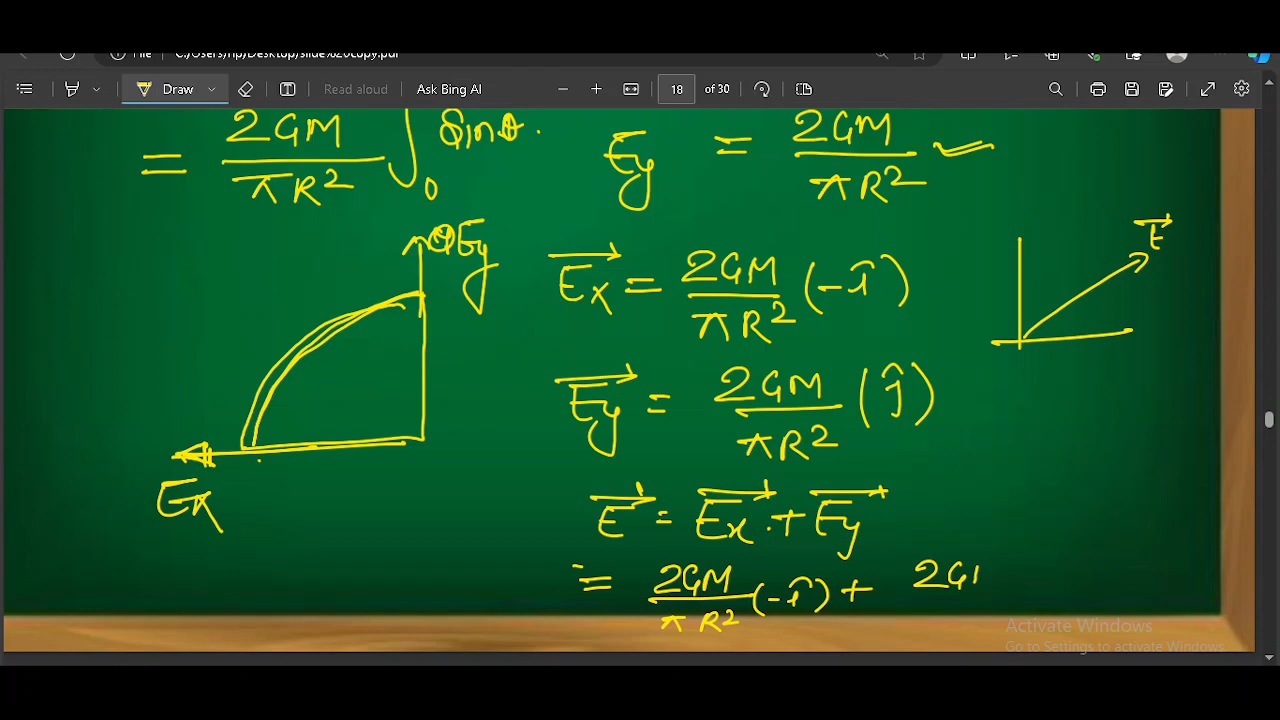 File C:/Users/hp/Desktop/slide%20copy.pdf
Draw Read aloud Ask Bing AI 18 of 30
= 2GM / πR² ∫₀ Sinθ. Ey = 2GM / πR²
Ey
Ex→ = 2GM / πR² (-î)
E→
Ey→ = 2GM / πR² (ĵ)
Ex
E→ = Ex→ + Ey→
= 2GM / πR² (-î) + 2G
Activate Windows
Go to Settings to activate Windows.